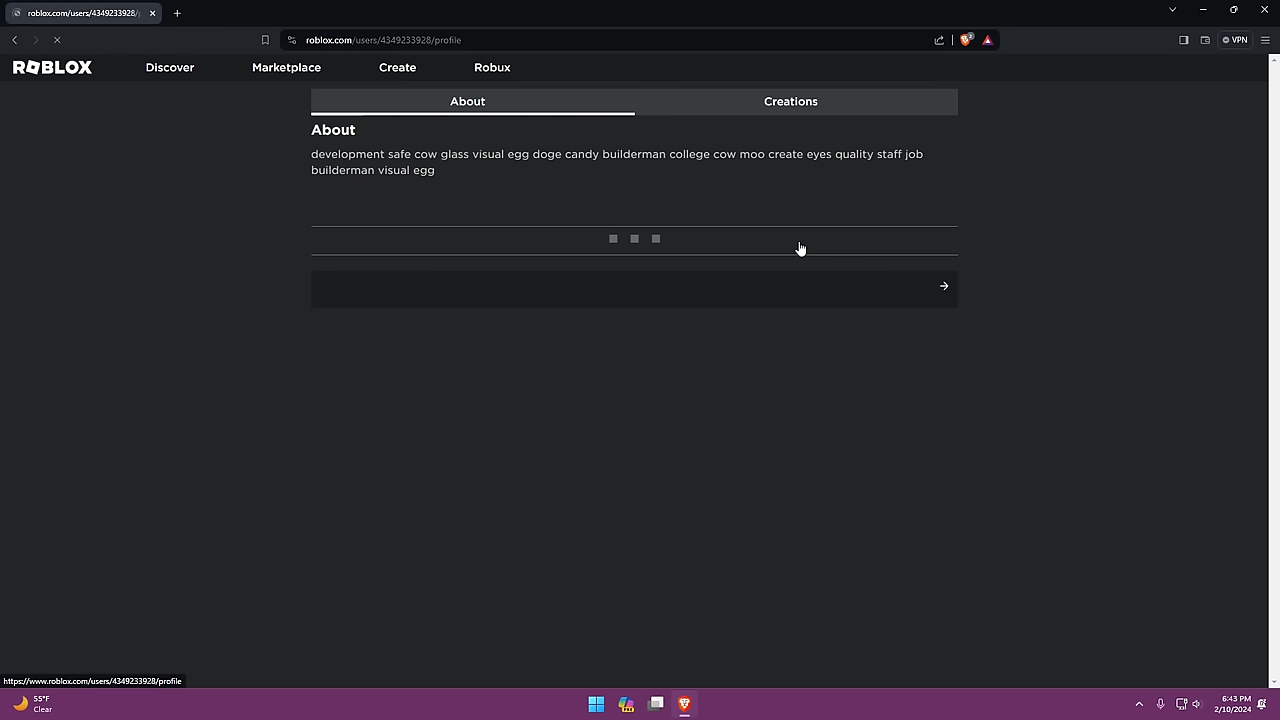 roblox.com/users/4349233928/
roblox.com/users/4349233928/profile
VPN
ROBLOX
Discover
Marketplace
Create
Robux
About
Creations
About
development safe cow glass visual egg doge candy builderman college cow moo create eyes quality staff job
builderman visual egg
https://www.roblox.com/users/4349233928/profile
55°F
Clear
6:43 PM
2/10/2024